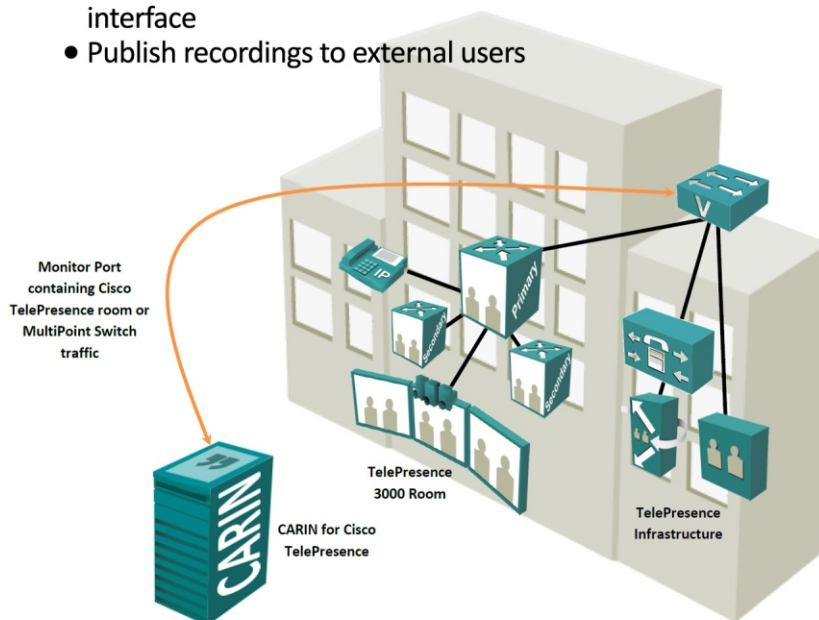 interface
• Publish recordings to external users
V
Monitor Port
containing Cisco
TelePresence room or
MultiPoint Switch
traffic
IP
Primary
Secondary
Secondary
TelePresence
3000 Room
TelePresence
Infrastructure
CARIN
CARIN for Cisco
TelePresence